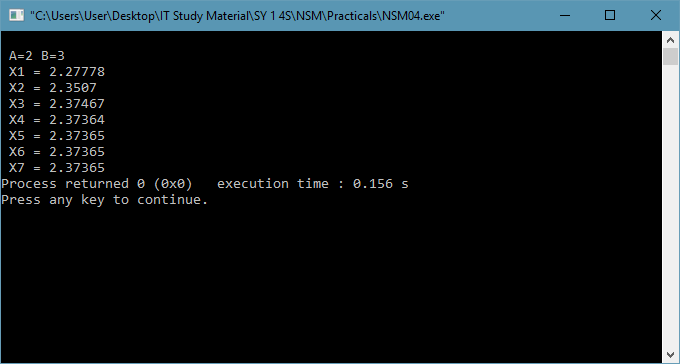 "C:\Users\User\Desktop\IT Study Material\SY 1 4S\NSM\Practicals\NSM04.exe"
A=2 B=3
X1 = 2.27778
X2 = 2.3507
X3 = 2.37467
X4 = 2.37364
X5 = 2.37365
X6 = 2.37365
X7 = 2.37365
Process returned 0 (0x0)   execution time : 0.156 s
Press any key to continue.